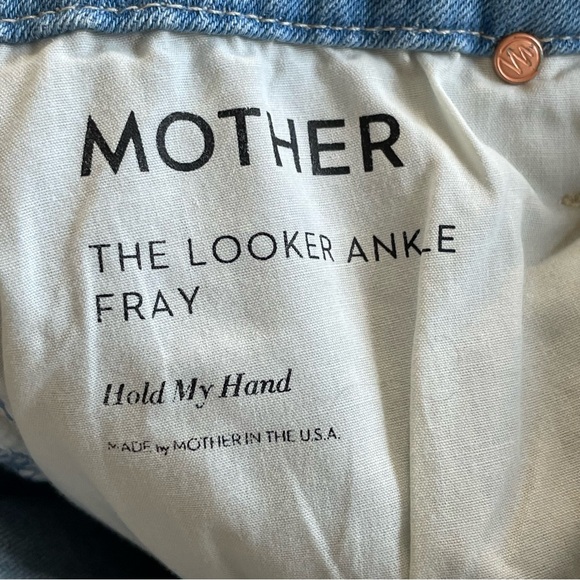 MOTHER
THE LOOKER ANKLE
FRAY
Hold My Hand
MADE by MOTHER IN THE U.S.A.